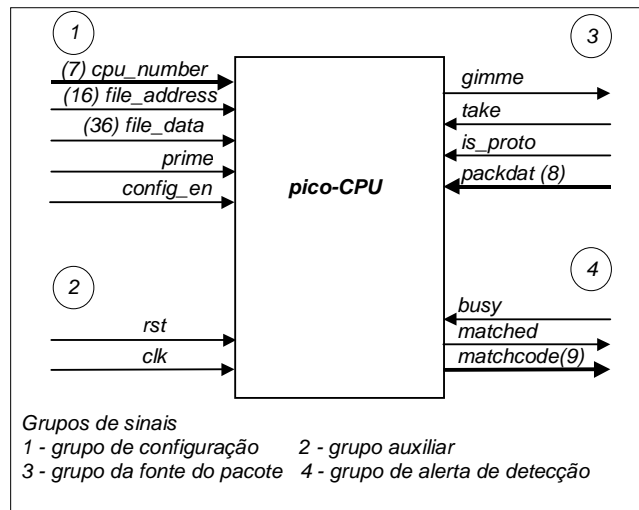 1
3
(7) cpu_number
(16) file_address
(36) file_data
prime
config_en
pico-CPU
gimme
take
is_proto
packdat (8)
2
4
rst
clk
busy
matched
matchcode(9)
Grupos de sinais
1 - grupo de configuração 2 - grupo auxiliar
3 - grupo da fonte do pacote 4 - grupo de alerta de detecção